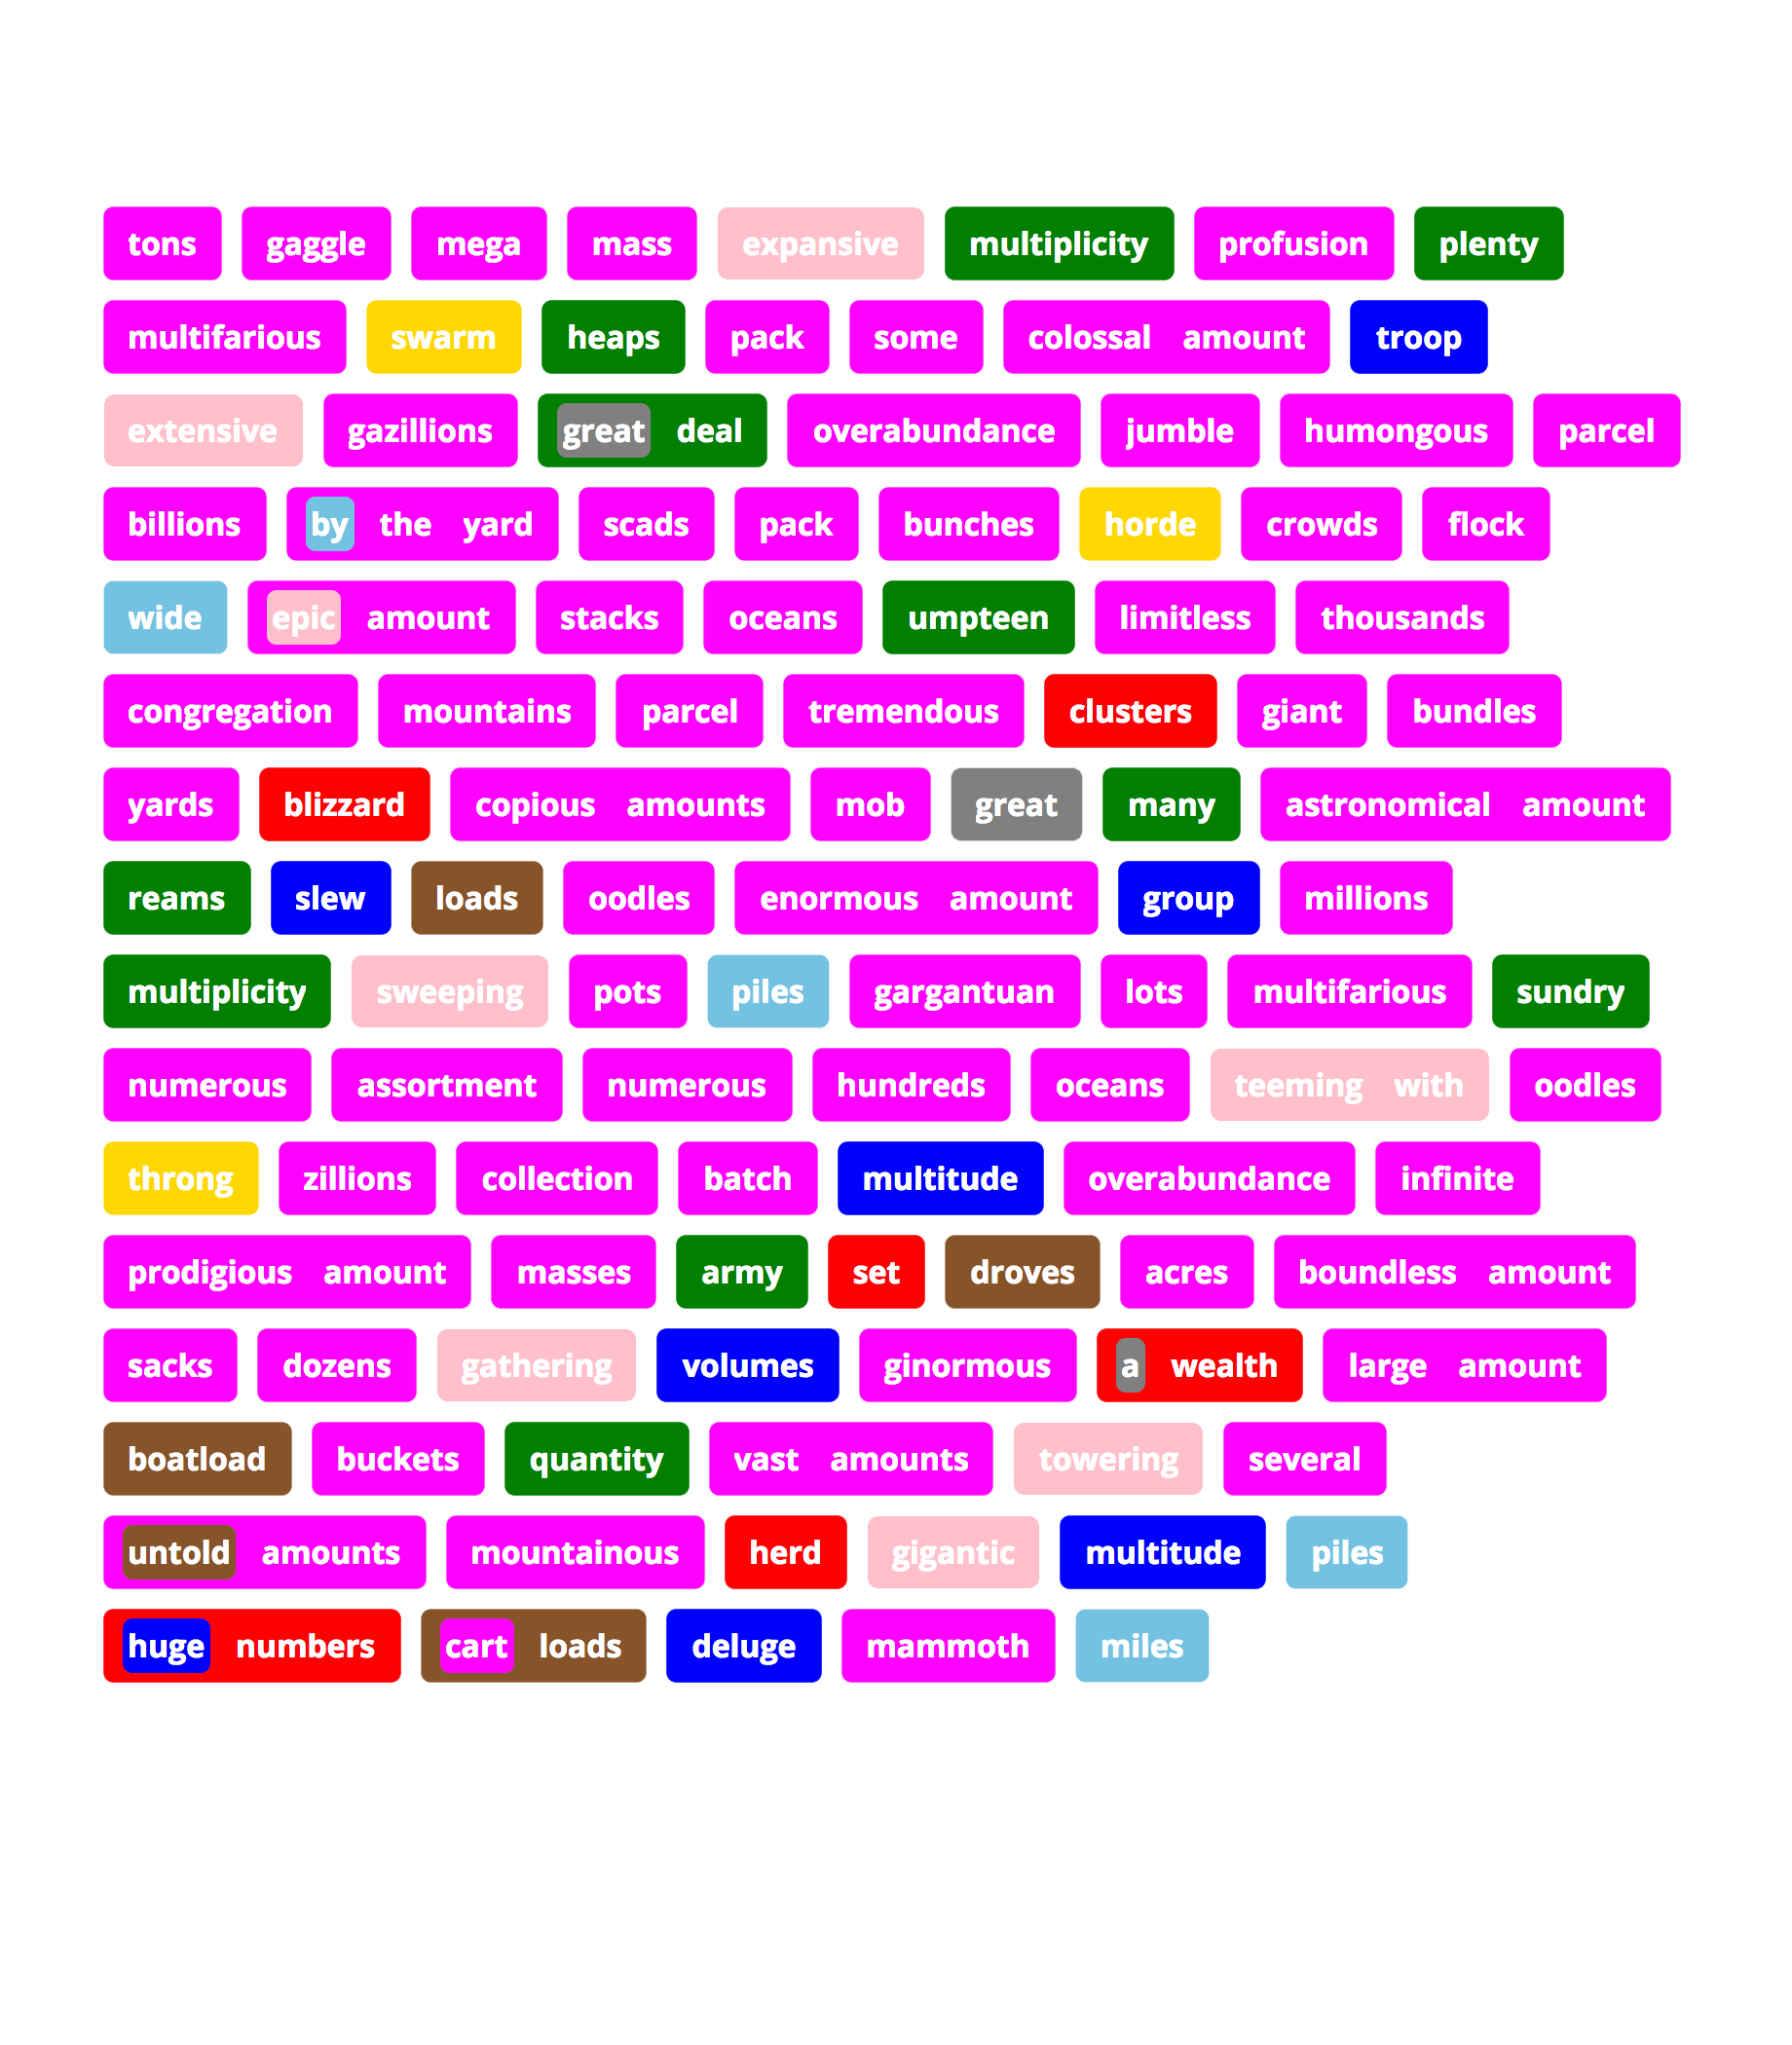 tons gaggle mega mass expansive multiplicity profusion plenty
multifarious swarm heaps pack some colossal amount troop
extensive gazillions great deal overabundance jumble humongous parcel
billions by the yard scads pack bunches horde crowds flock
wide epic amount stacks oceans umpteen limitless thousands
congregation mountains parcel tremendous clusters giant bundles
yards blizzard copious amounts mob great many astronomical amount
reams slew loads oodles enormous amount group millions
multiplicity sweeping pots piles gargantuan lots multifarious sundry
numerous assortment numerous hundreds oceans teeming with oodles
throng zillions collection batch multitude overabundance infinite
prodigious amount masses army set droves acres boundless amount
sacks dozens gathering volumes ginormous a wealth large amount
boatload buckets quantity vast amounts towering several
untold amounts mountainous herd gigantic multitude piles
huge numbers cart loads deluge mammoth miles